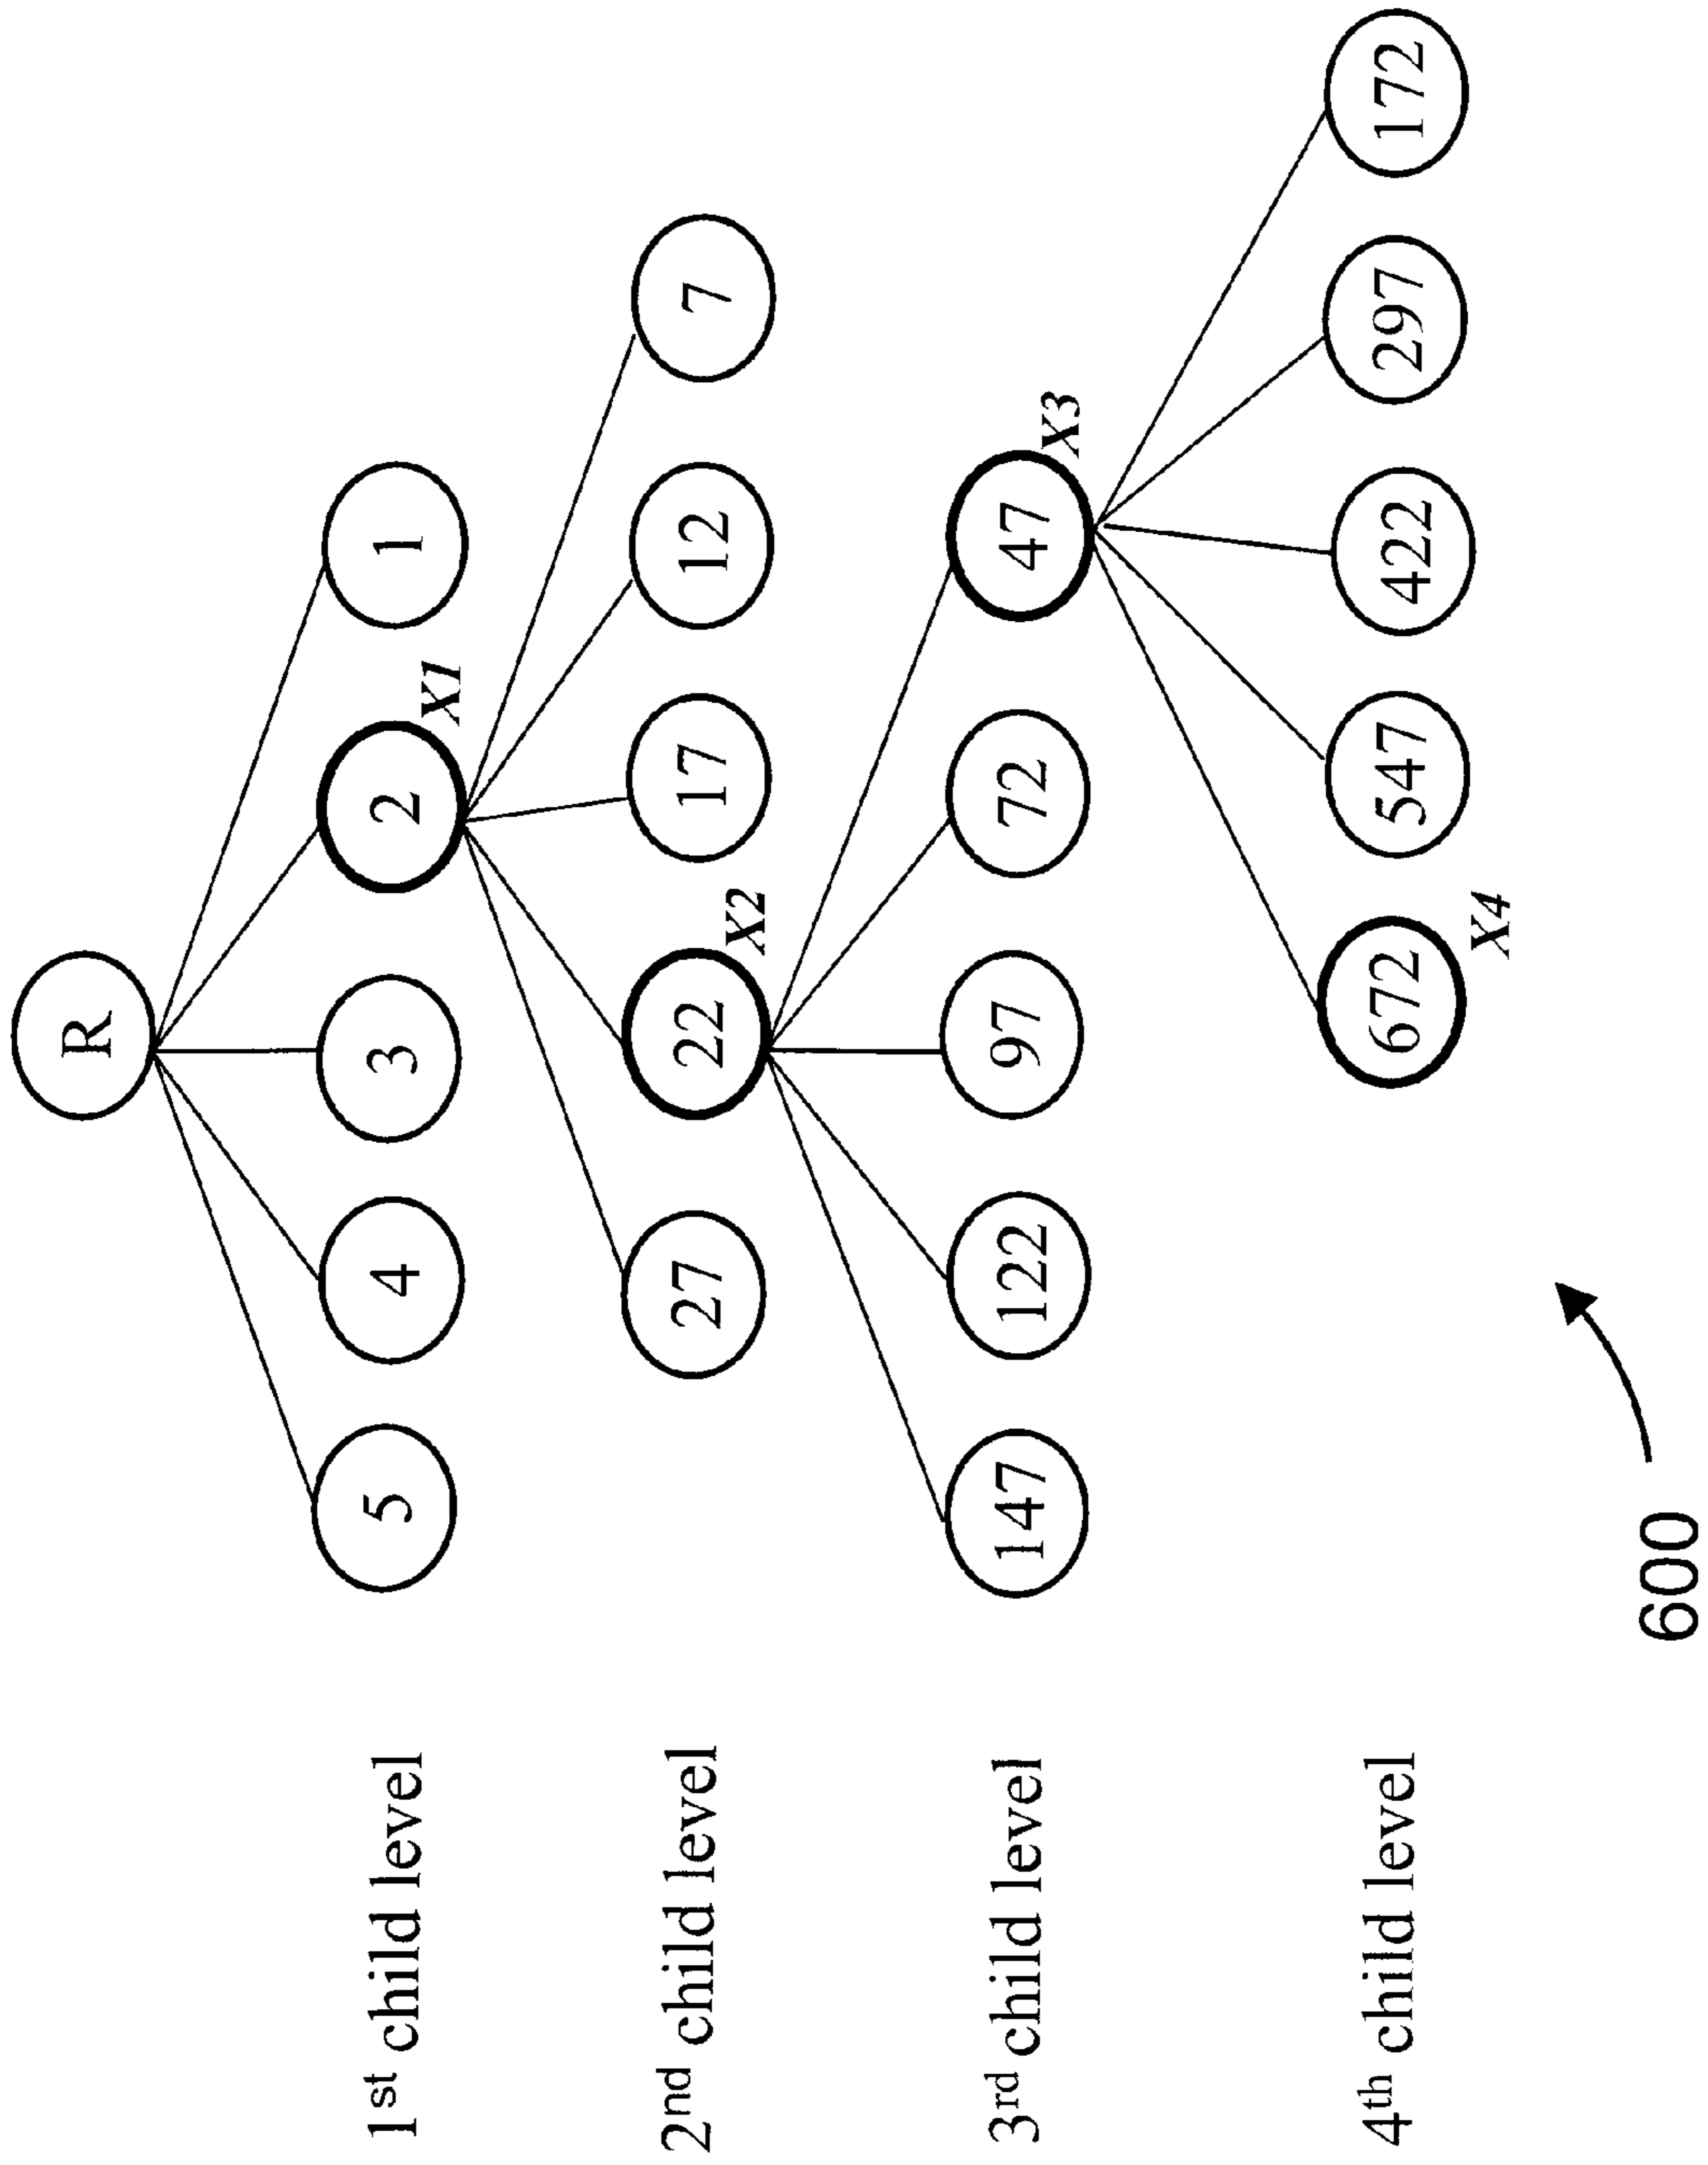 R
1st child level 5 4 3 2 1
X1
2nd child level 27 22 17 12 7
X2
3rd child level 147 122 97 72 47
X3
4th child level 672 547 422 297 172
X4
600